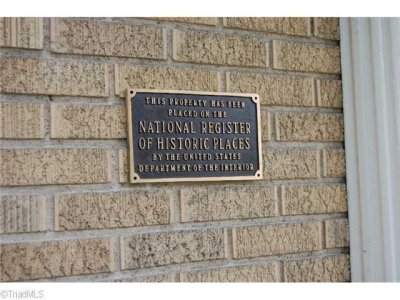 THIS PROPERTY HAS BEEN
PLACED ON THE
NATIONAL REGISTER
OF HISTORIC PLACES
BY THE UNITED STATES
DEPARTMENT OF THE INTERIOR
©TriadMLS